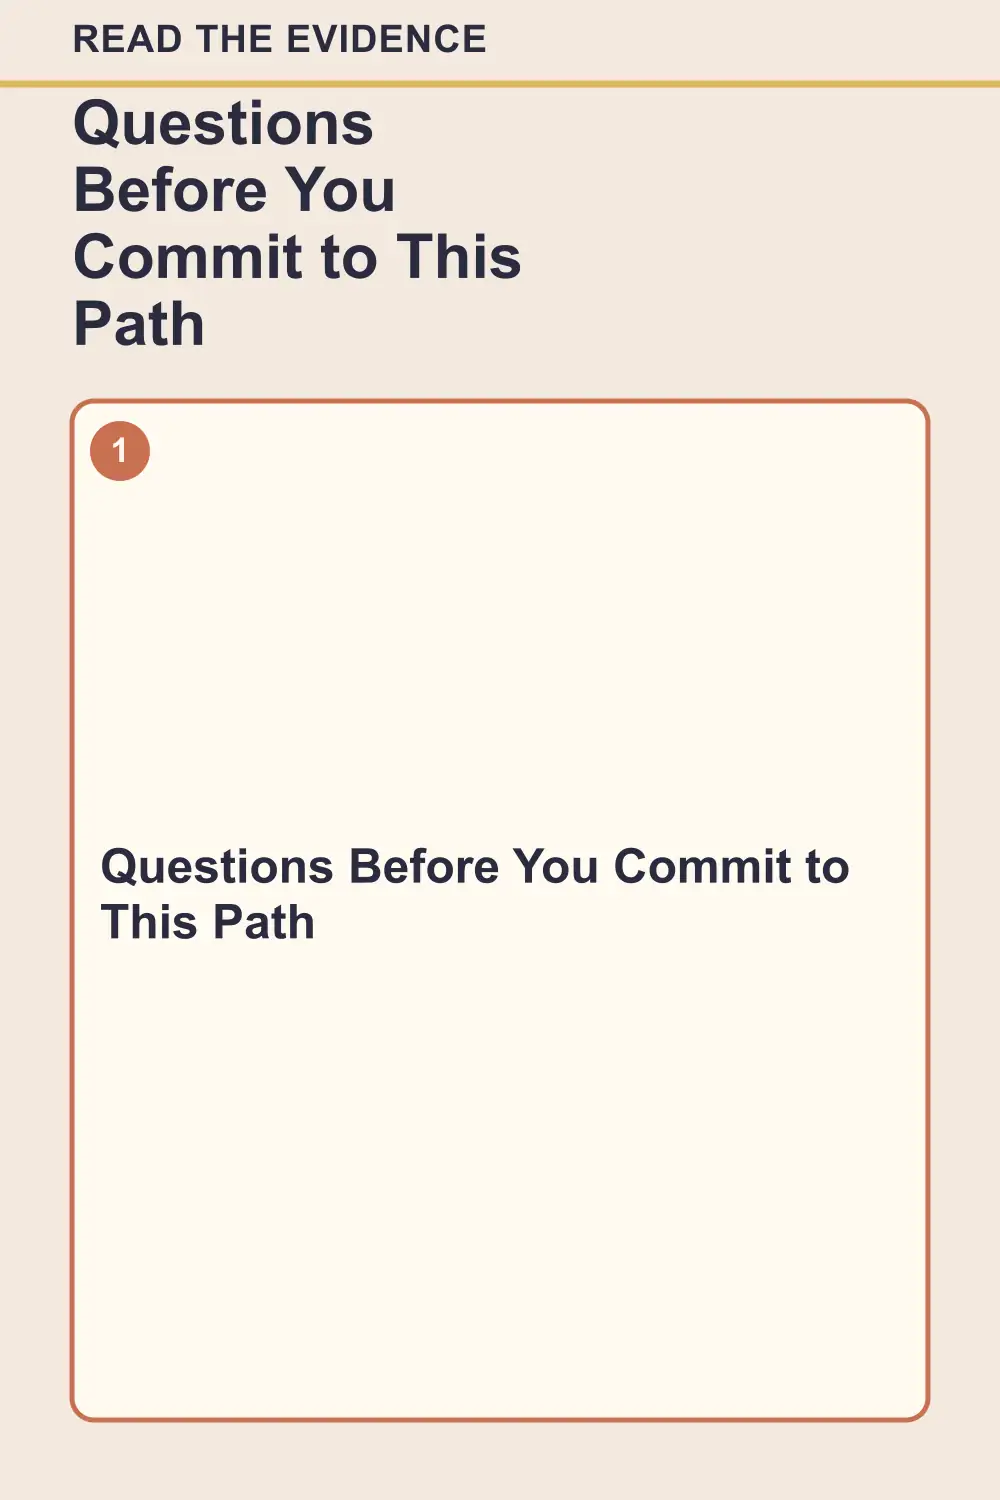 READ THE EVIDENCE
Questions
Before You
Commit to This
Path
1
Questions Before You Commit to
This Path